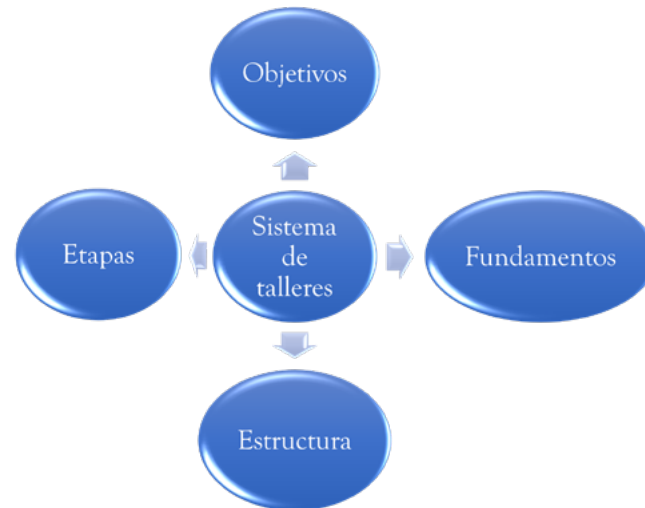 Objetivos
Etapas
Sistema
de
talleres
Fundamentos
Estructura